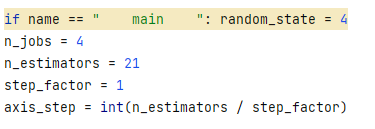 if name == "    main    ": random_state = 4
n_jobs = 4
n_estimators = 21
step_factor = 1
axis_step = int(n_estimators / step_factor)